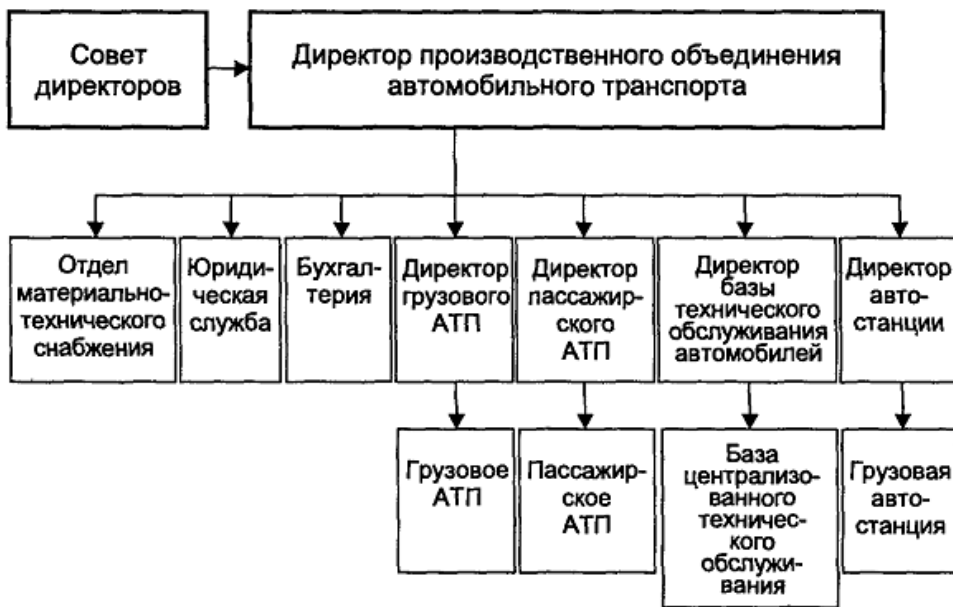 Совет
директоров
Директор производственного объединения
автомобильного транспорта
Отдел
материально-
технического
снабжения
Юриди-
ческая
служба
Бухгал-
терия
Директор
грузового
АТП
Директор
пассажир-
ского
АТП
Директор
базы
технического
обслуживания
автомобилей
Директор
авто-
станции
Грузовое
АТП
Пассажир-
ское
АТП
База
централизо-
ванного
техничес-
кого
обслужи-
вания
Грузовая
авто-
станция